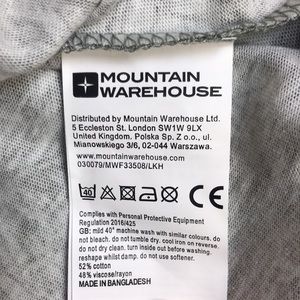 MOUNTAIN
WAREHOUSE
Distributed by Mountain Warehouse Ltd.
5 Eccleston St. London SW1W 9LX
United Kingdom. Polska Sp. Z o.o., ul.
Mianowskiego 3/6, 02-044 Warszawa.
www.mountainwarehouse.com
030079/MWF33508/LKH
40 CE
Complies with Personal Protective Equipment
Regulation 2016/425
GB: mild 40° machine wash with similar colours. do
not bleach. do not tumble dry. cool iron on reverse.
do not dry clean. turn inside out before washing.
reshape whilst damp. do not wring.
52% cotton
48% viscose/rayon
MADE IN BANGLADESH